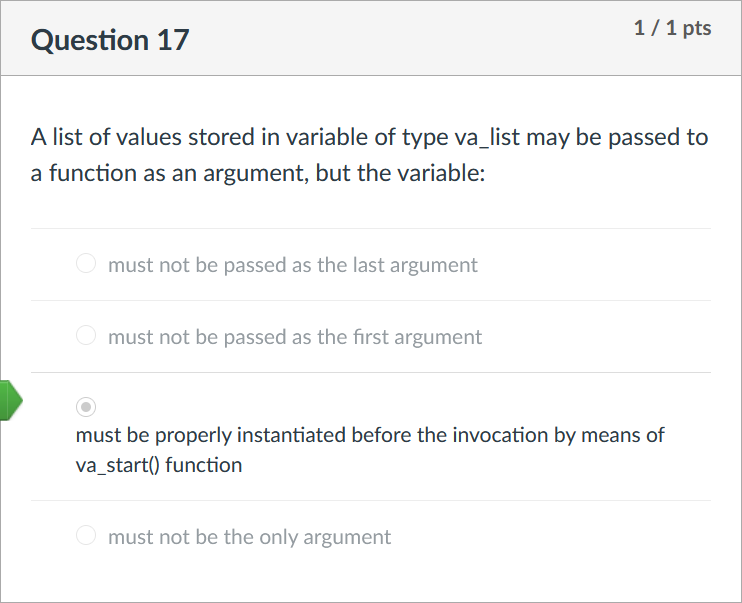 Question 17
1 / 1 pts
A list of values stored in variable of type va_list may be passed to
a function as an argument, but the variable:
must not be passed as the last argument
must not be passed as the first argument
must be properly instantiated before the invocation by means of
va_start() function
must not be the only argument